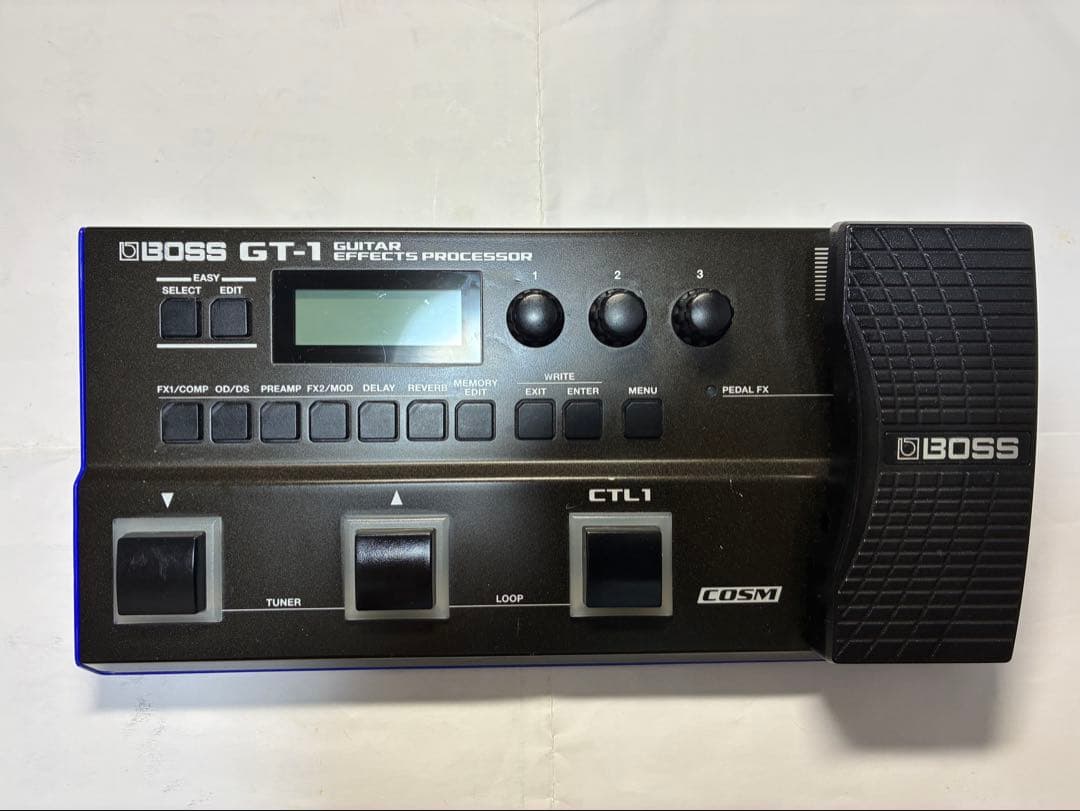 BOSS GT-1 GUITAR
EFFECTS PROCESSOR
EASY
SELECT EDIT
1 2 3
FX1/COMP OD/DS PREAMP FX2/MOD DELAY REVERB MEMORY
EDIT
WRITE
EXIT ENTER MENU
PEDAL FX
BOSS
▼ ▲ CTL1
TUNER LOOP
COSM